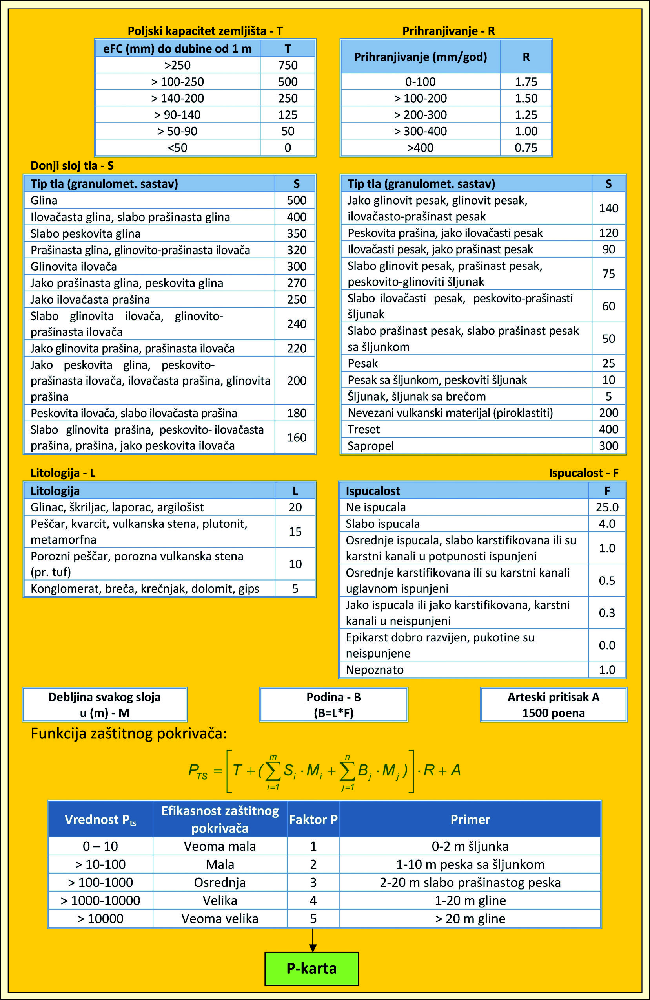 Poljski kapacitet zemljišta - T
eFC (mm) do dubine od 1 m T
>250 750
> 100-250 500
> 140-200 250
> 90-140 125
> 50-90 50
<50 0
Prihranjivanje - R
Prihranjivanje (mm/god) R
0-100 1.75
> 100-200 1.50
> 200-300 1.25
> 300-400 1.00
>400 0.75
Donji sloj tla - S
Tip tla (granulomet. sastav) S
Glina 500
Ilovačasta glina, slabo prašinasta glina 400
Slabo peskovita glina 350
Prašinasta glina, glinovito-prašinasta ilovača 320
Glinovita ilovača 300
Jako prašinasta glina, peskovita glina 270
Jako ilovačasta prašina 250
Slabo glinovita ilovača, glinovito-
prašinasta ilovača 240
Jako glinovita prašina, prašinasta ilovača 220
Jako peskovita glina, peskovito-
prašinasta ilovača, ilovačasta prašina, glinovita 200
prašina
Peskovita ilovača, slabo ilovačasta prašina 180
Slabo glinovita prašina, peskovito- ilovačasta
prašina, prašina, jako peskovita ilovača 160
Tip tla (granulomet. sastav) S
Jako glinovit pesak, glinovit pesak,
ilovačasto-prašinast pesak 140
Peskovita prašina, jako ilovačasti pesak 120
Ilovačasti pesak, jako prašinast pesak 90
Slabo glinovit pesak, prašinast pesak,
peskovito-glinoviti šljunak 75
Slabo ilovačasti pesak, peskovito-prašinasti
šljunak 60
Slabo prašinast pesak, slabo prašinast pesak
sa šljunkom 50
Pesak 25
Pesak sa šljunkom, peskoviti šljunak 10
Šljunak, šljunak sa brečom 5
Nevezani vulkanski materijal (piroklastiti) 200
Treset 400
Sapropel 300
Litologija - L
Litologija L
Glinac, škriljac, laporac, argilošist 20
Peščar, kvarcit, vulkanska stena, plutonit,
metamorfna 15
Porozni peščar, porozna vulkanska stena
(pr. tuf) 10
Konglomerat, breča, krečnjak, dolomit, gips 5
Ispucalost - F
Ispucalost F
Ne ispucala 25.0
Slabo ispucala 4.0
Osrednje ispucala, slabo karstifikovana ili su
karstni kanali u potpunosti ispunjeni 1.0
Osrednje karstifikovana ili su karstni kanali
uglavnom ispunjeni 0.5
Jako ispucala ili jako karstifikovana, karstni
kanali u neispunjeni 0.3
Epikarst dobro razvijen, pukotine su
neispunjene 0.0
Nepoznato 1.0
Debljina svakog sloja
u (m) - M
Podina - B
(B=L*F)
Arteski pritisak A
1500 poena
Funkcija zaštitnog pokrivača:
P_TS = [ T + ( ∑_{i=1}^{m} S_i · M_i + ∑_{j=1}^{n} B_j · M_j ) ] · R + A
Vrednost Pts Efikasnost zaštitnog pokrivača Faktor P Primer
0 – 10 Veoma mala 1 0-2 m šljunka
> 10-100 Mala 2 1-10 m peska sa šljunkom
> 100-1000 Osrednja 3 2-20 m slabo prašinastog peska
> 1000-10000 Velika 4 1-20 m gline
> 10000 Veoma velika 5 > 20 m gline
P-karta